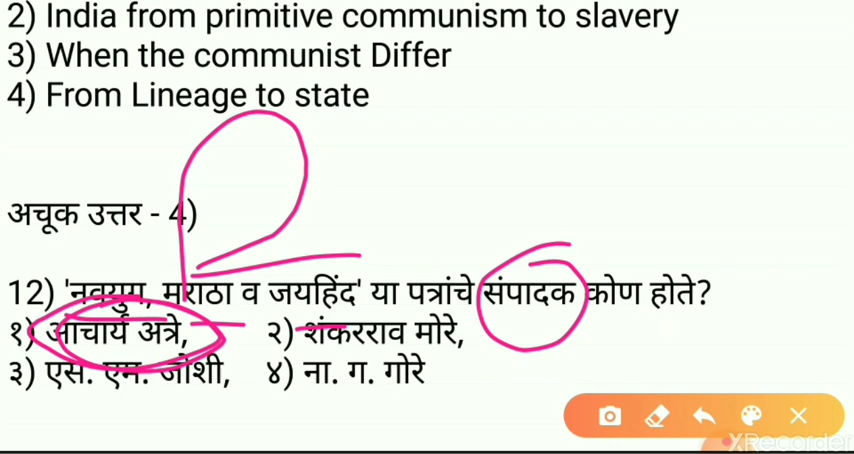 2) India from primitive communism to slavery
3) When the communist Differ
4) From Lineage to state
अचूक उत्तर - 4)
12) 'नवयुग, मराठा व जयहिंद' या पत्रांचे संपादक कोण होते?
१) आचार्य अत्रे, २) शंकरराव मोरे,
३) एस. एम. जोशी, ४) ना. ग. गोरे
XRecorder